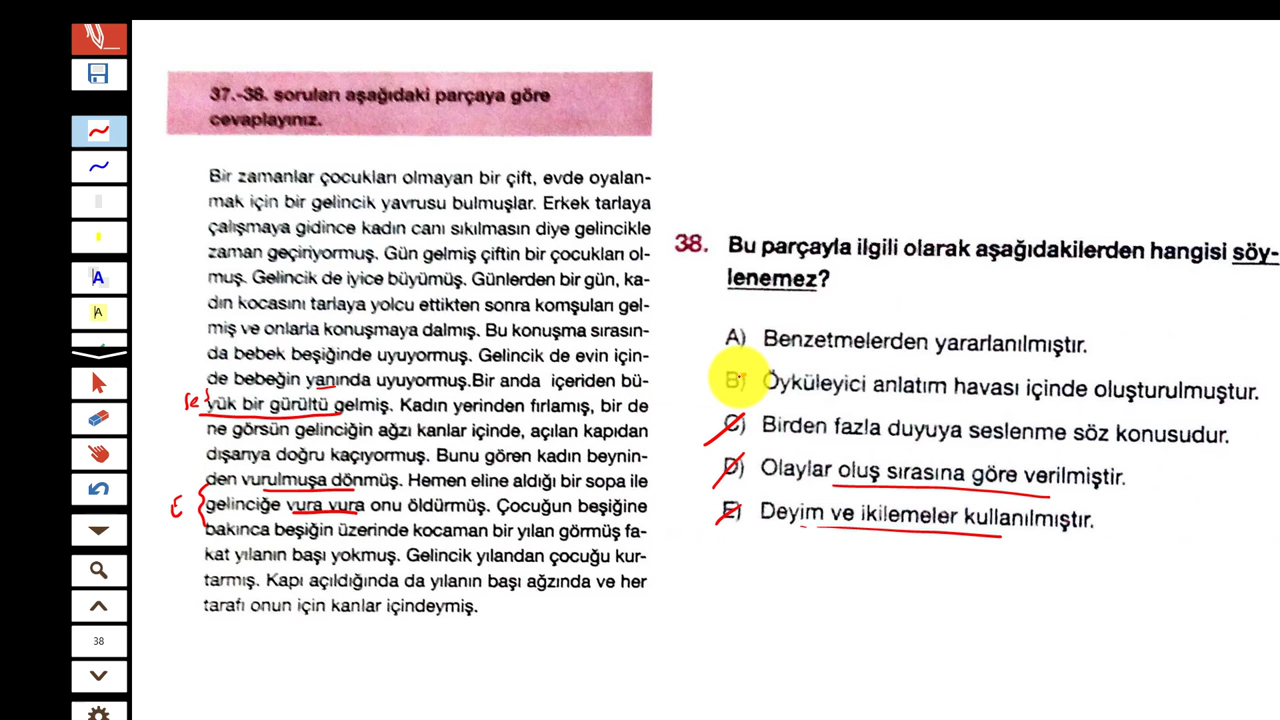 37.-38. soruları aşağıdaki parçaya göre
cevaplayınız.
Bir zamanlar çocukları olmayan bir çift, evde oyalan-
mak için bir gelincik yavrusu bulmuşlar. Erkek tarlaya
çalışmaya gidince kadın canı sıkılmasın diye gelincikle
zaman geçiriyormuş. Gün gelmiş çiftin bir çocukları ol-
muş. Gelincik de iyice büyümüş. Günlerden bir gün, ka-
dın kocasını tarlaya yolcu ettikten sonra komşuları gel-
miş ve onlarla konuşmaya dalmış. Bu konuşma sırasın-
da bebek beşiğinde uyuyormuş. Gelincik de evin için-
de bebeğin yanında uyuyormuş.Bir anda içeriden bü-
yük bir gürültü gelmiş. Kadın yerinden fırlamış, bir de
ne görsün gelinciğin ağzı kanlar içinde, açılan kapıdan
dışarıya doğru kaçıyormuş. Bunu gören kadın beynin-
den vurulmuşa dönmüş. Hemen eline aldığı bir sopa ile
gelinciğe vura vura onu öldürmüş. Çocuğun beşiğine
bakınca beşiğin üzerinde kocaman bir yılan görmüş fa-
kat yılanın başı yokmuş. Gelincik yılandan çocuğu kur-
tarmış. Kapı açıldığında da yılanın başı ağzında ve her
tarafı onun için kanlar içindeymiş.
38. Bu parçayla ilgili olarak aşağıdakilerden hangisi söy-
lenemez?
A) Benzetmelerden yararlanılmıştır.
B) Öyküleyici anlatım havası içinde oluşturulmuştur.
C) Birden fazla duyuya seslenme söz konusudur.
D) Olaylar oluş sırasına göre verilmiştir.
E) Deyim ve ikilemeler kullanılmıştır.
A
A
38